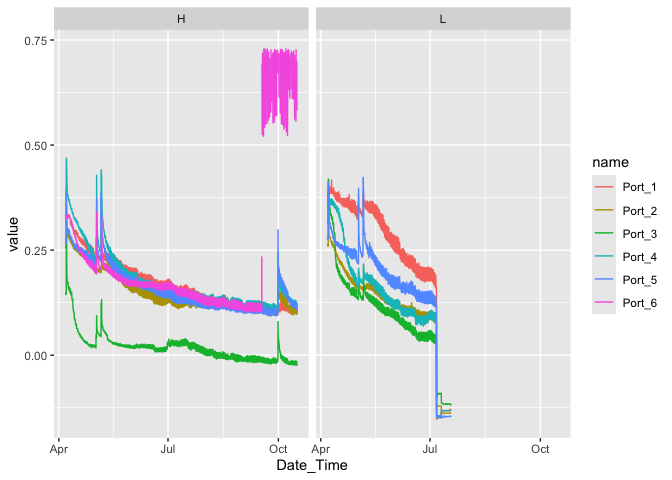 H
L
0.75
0.50
0.25
0.00
value
Apr
Jul
Oct
Apr
Jul
Oct
Date_Time
name
Port_1
Port_2
Port_3
Port_4
Port_5
Port_6